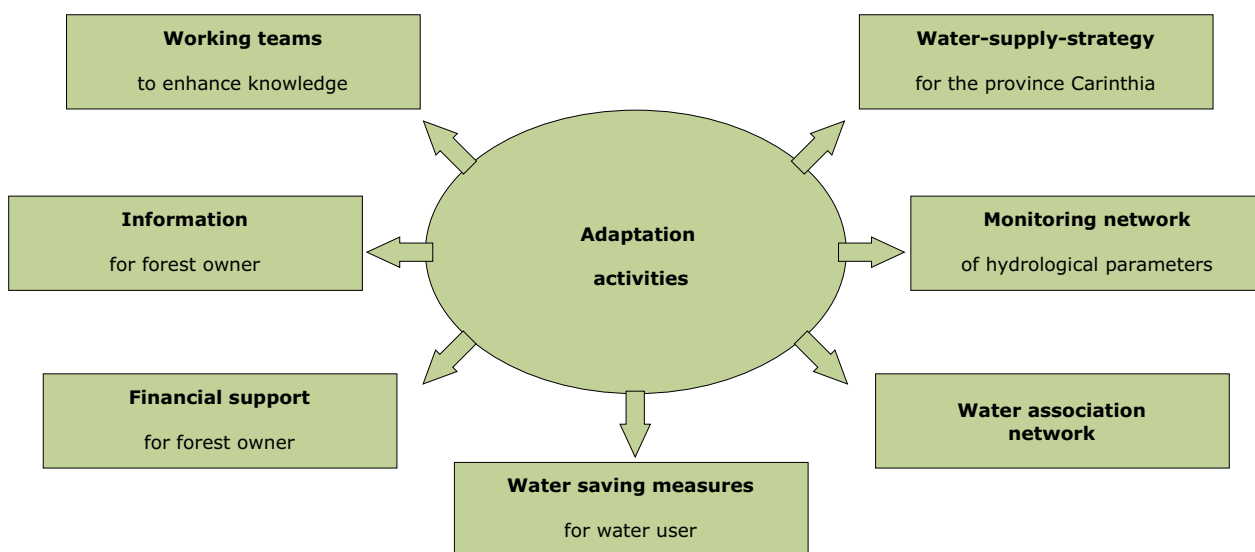 Working teams
to enhance knowledge
Water-supply-strategy
for the province Carinthia
Information
for forest owner
Adaptation
activities
Monitoring network
of hydrological parameters
Financial support
for forest owner
Water association
network
Water saving measures
for water user